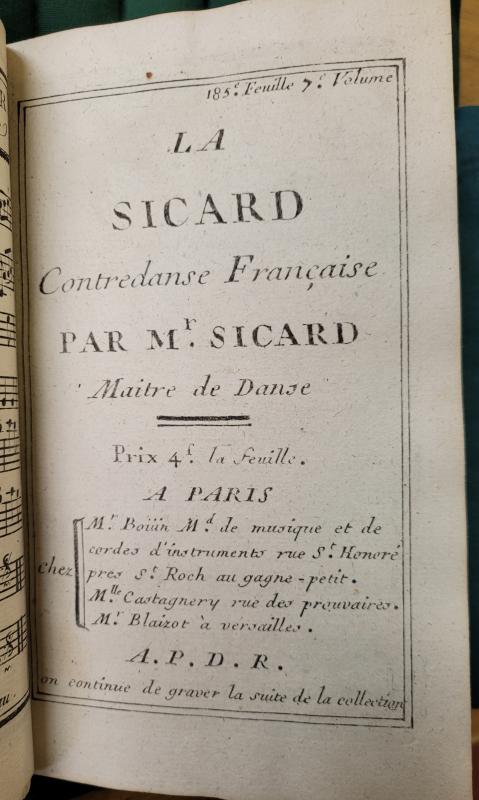 185.e Feuille 7.e Volume
LA
SICARD
Contredanse Française
PAR M.r SICARD
Maitre de Danse
Prix 4.ſ la feuille.
A PARIS
chez
M.r Boüin M.d de musique et de
cordes d'instruments rue S.t Honoré
pres S.t Roch au gagne-petit.
M.lle Castagnery rue des prouvaires.
M.r Blaizot à versailles.
A. P. D. R.
on continue de graver la suite de la collection